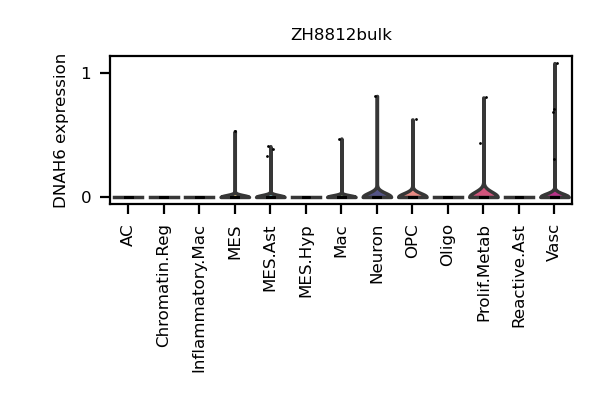 ZH8812bulk
DNAH6 expression
1
0
AC
Chromatin.Reg
Inflammatory.Mac
MES
MES.Ast
MES.Hyp
Mac
Neuron
OPC
Oligo
Prolif.Metab
Reactive.Ast
Vasc